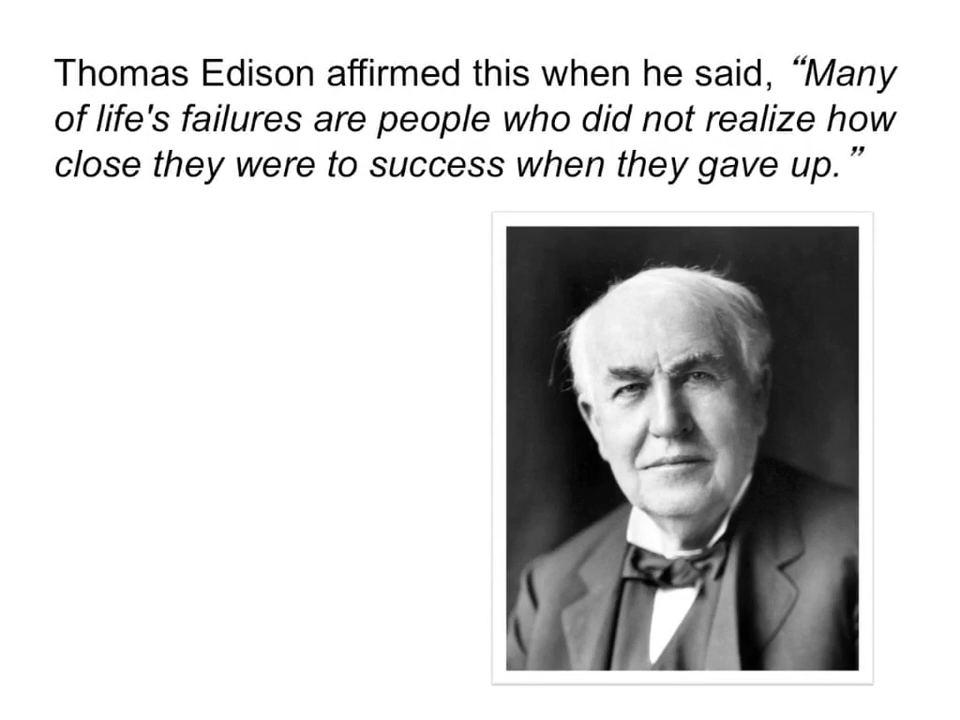 Thomas Edison affirmed this when he said, “Many
of life's failures are people who did not realize how
close they were to success when they gave up.”